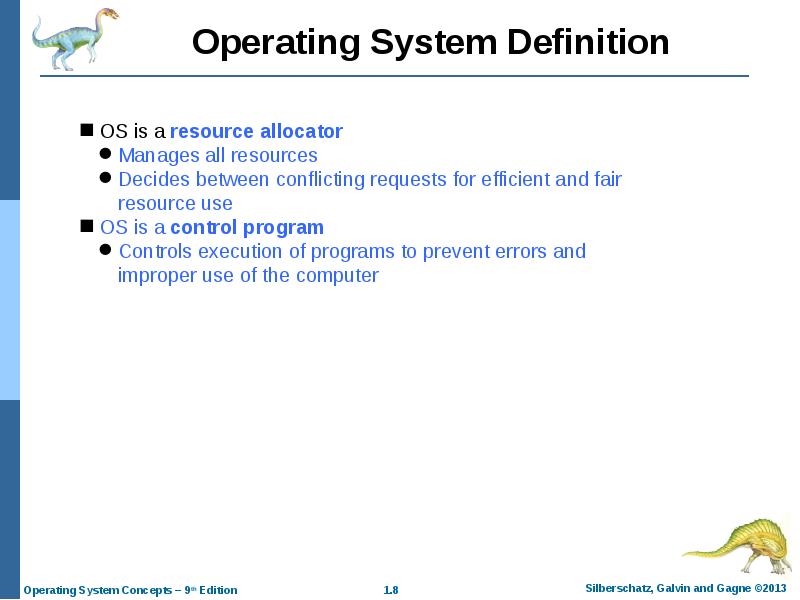 Operating System Definition
■ OS is a resource allocator
● Manages all resources
● Decides between conflicting requests for efficient and fair
resource use
■ OS is a control program
● Controls execution of programs to prevent errors and
improper use of the computer
Operating System Concepts – 9th Edition
1.8
Silberschatz, Galvin and Gagne ©2013